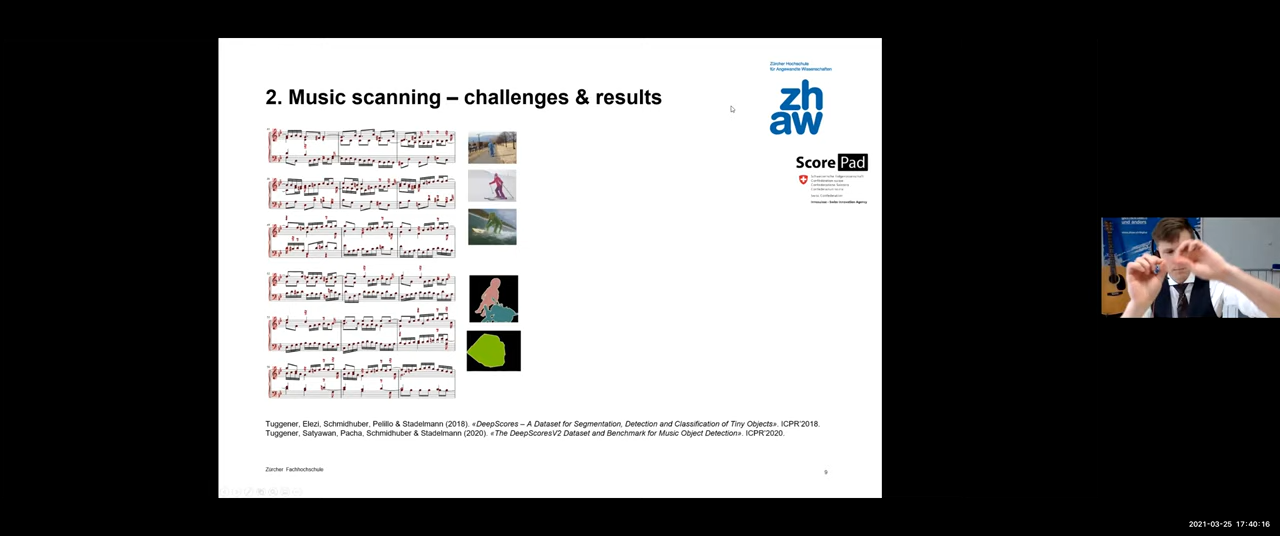 Zürcher Hochschule
für Angewandte Wissenschaften
zh
aw
2. Music scanning – challenges & results
Score Pad
Tuggener, Elezi, Schmidhuber, Pelillo & Stadelmann (2018). «DeepScores – A Dataset for Segmentation, Detection and Classification of Tiny Objects». ICPR'2018.
Tuggener, Satyawan, Pacha, Schmidhuber & Stadelmann (2020). «The DeepScoresV2 Dataset and Benchmark for Music Object Detection». ICPR'2020.
Zürcher Fachhochschule
9
und anders
2021-03-25 17:40:16